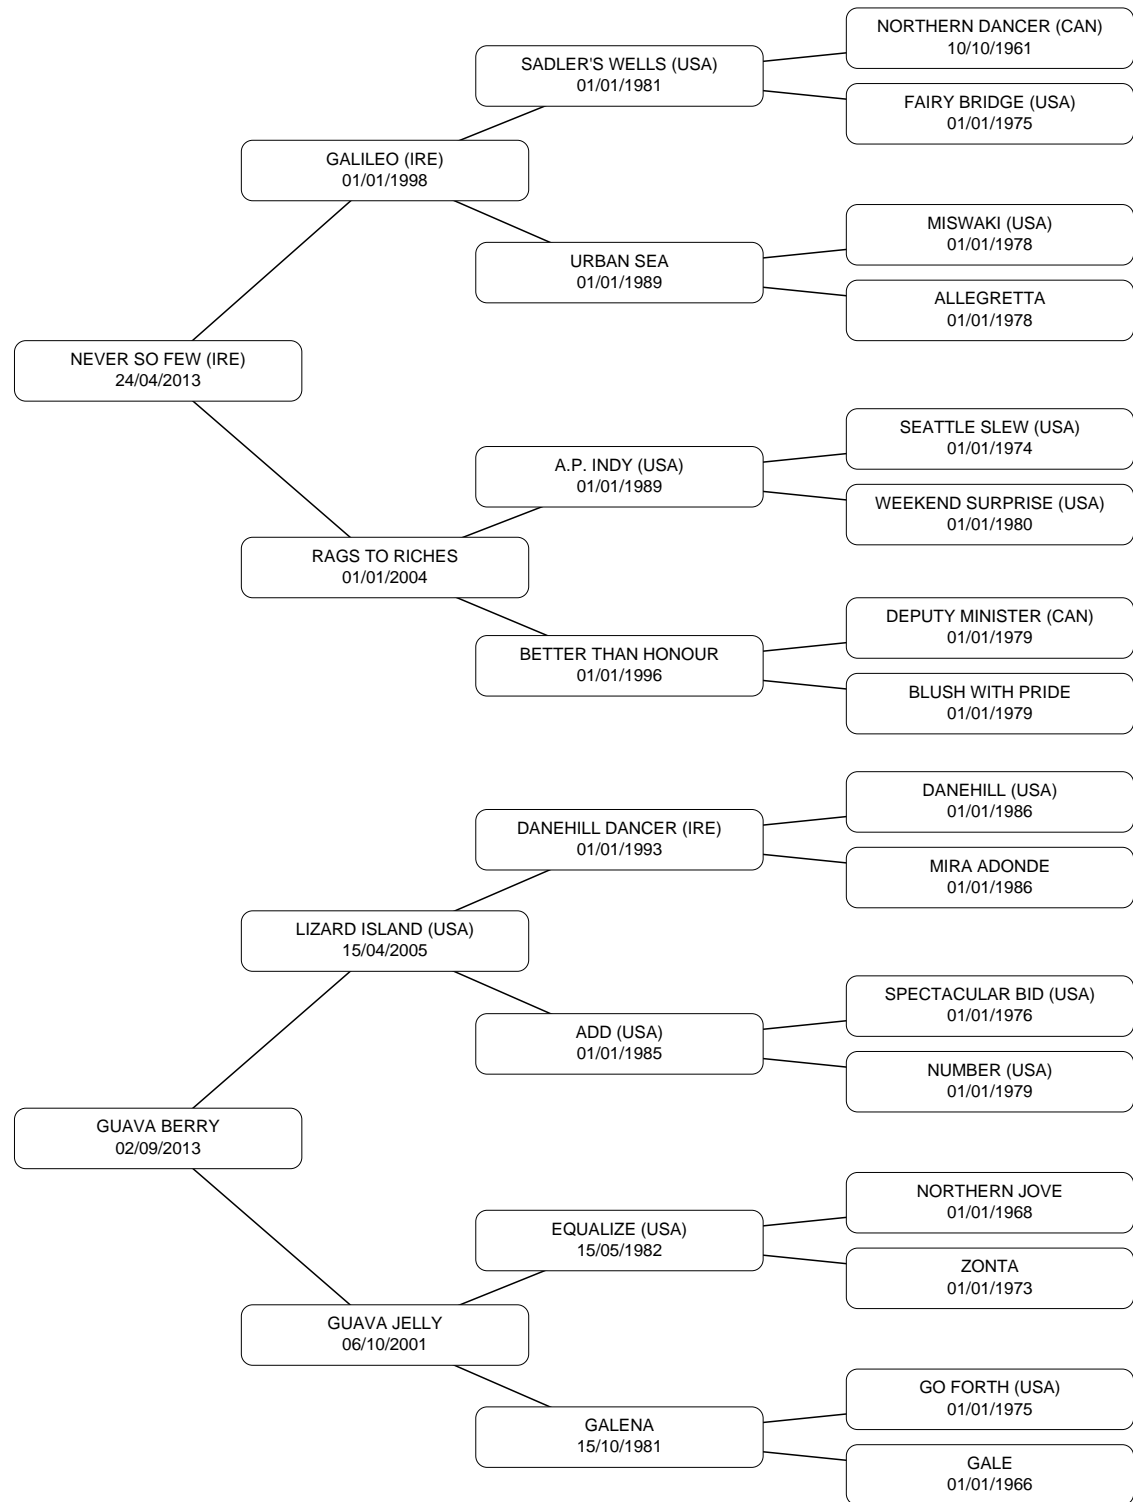 NORTHERN DANCER (CAN)
10/10/1961
SADLER'S WELLS (USA)
01/01/1981
FAIRY BRIDGE (USA)
01/01/1975
GALILEO (IRE)
01/01/1998
MISWAKI (USA)
01/01/1978
URBAN SEA
01/01/1989
ALLEGRETTA
01/01/1978
NEVER SO FEW (IRE)
24/04/2013
SEATTLE SLEW (USA)
01/01/1974
A.P. INDY (USA)
01/01/1989
WEEKEND SURPRISE (USA)
01/01/1980
RAGS TO RICHES
01/01/2004
DEPUTY MINISTER (CAN)
01/01/1979
BETTER THAN HONOUR
01/01/1996
BLUSH WITH PRIDE
01/01/1979
DANEHILL (USA)
01/01/1986
DANEHILL DANCER (IRE)
01/01/1993
MIRA ADONDE
01/01/1986
LIZARD ISLAND (USA)
15/04/2005
SPECTACULAR BID (USA)
01/01/1976
ADD (USA)
01/01/1985
NUMBER (USA)
01/01/1979
GUAVA BERRY
02/09/2013
NORTHERN JOVE
01/01/1968
EQUALIZE (USA)
15/05/1982
ZONTA
01/01/1973
GUAVA JELLY
06/10/2001
GO FORTH (USA)
01/01/1975
GALENA
15/10/1981
GALE
01/01/1966